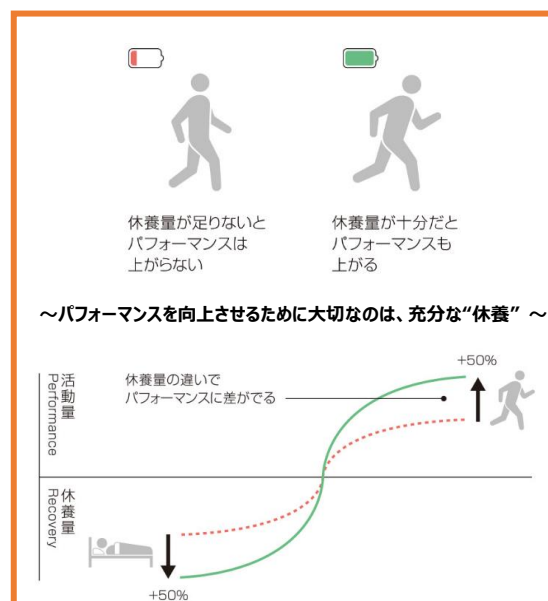 休養量が足りないと
パフォーマンスは
上がらない
休養量が十分だと
パフォーマンスも
上がる
～パフォーマンスを向上させるために大切なのは、充分な“休養” ～
活動量
Performance
休養量の違いで
パフォーマンスに差がでる
+50%
休養量
Recovery
+50%